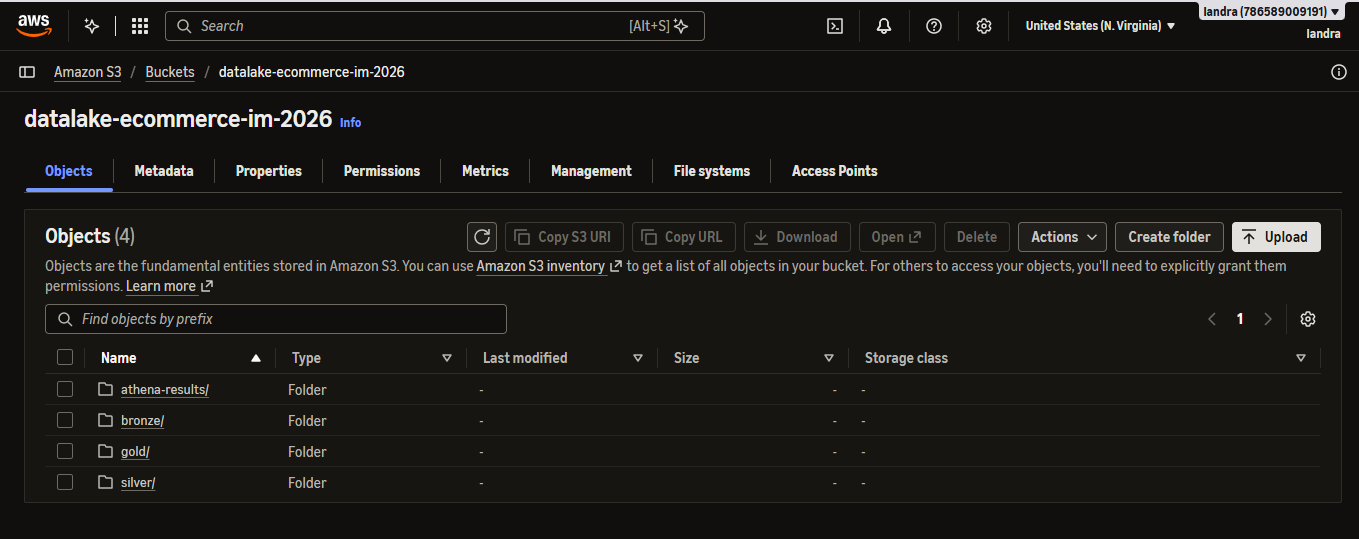 aws
Search [Alt+S] United States (N. Virginia) landra (786589009191)
landra
Amazon S3 / Buckets / datalake-ecommerce-im-2026
datalake-ecommerce-im-2026 Info
Objects Metadata Properties Permissions Metrics Management File systems Access Points
Objects (4) Copy S3 URI Copy URL Download Open Delete Actions Create folder Upload
Objects are the fundamental entities stored in Amazon S3. You can use Amazon S3 inventory to get a list of all objects in your bucket. For others to access your objects, you'll need to explicitly grant them
permissions. Learn more
Find objects by prefix 1
Name Type Last modified Size Storage class
athena-results/ Folder - - -
bronze/ Folder - - -
gold/ Folder - - -
silver/ Folder - - -